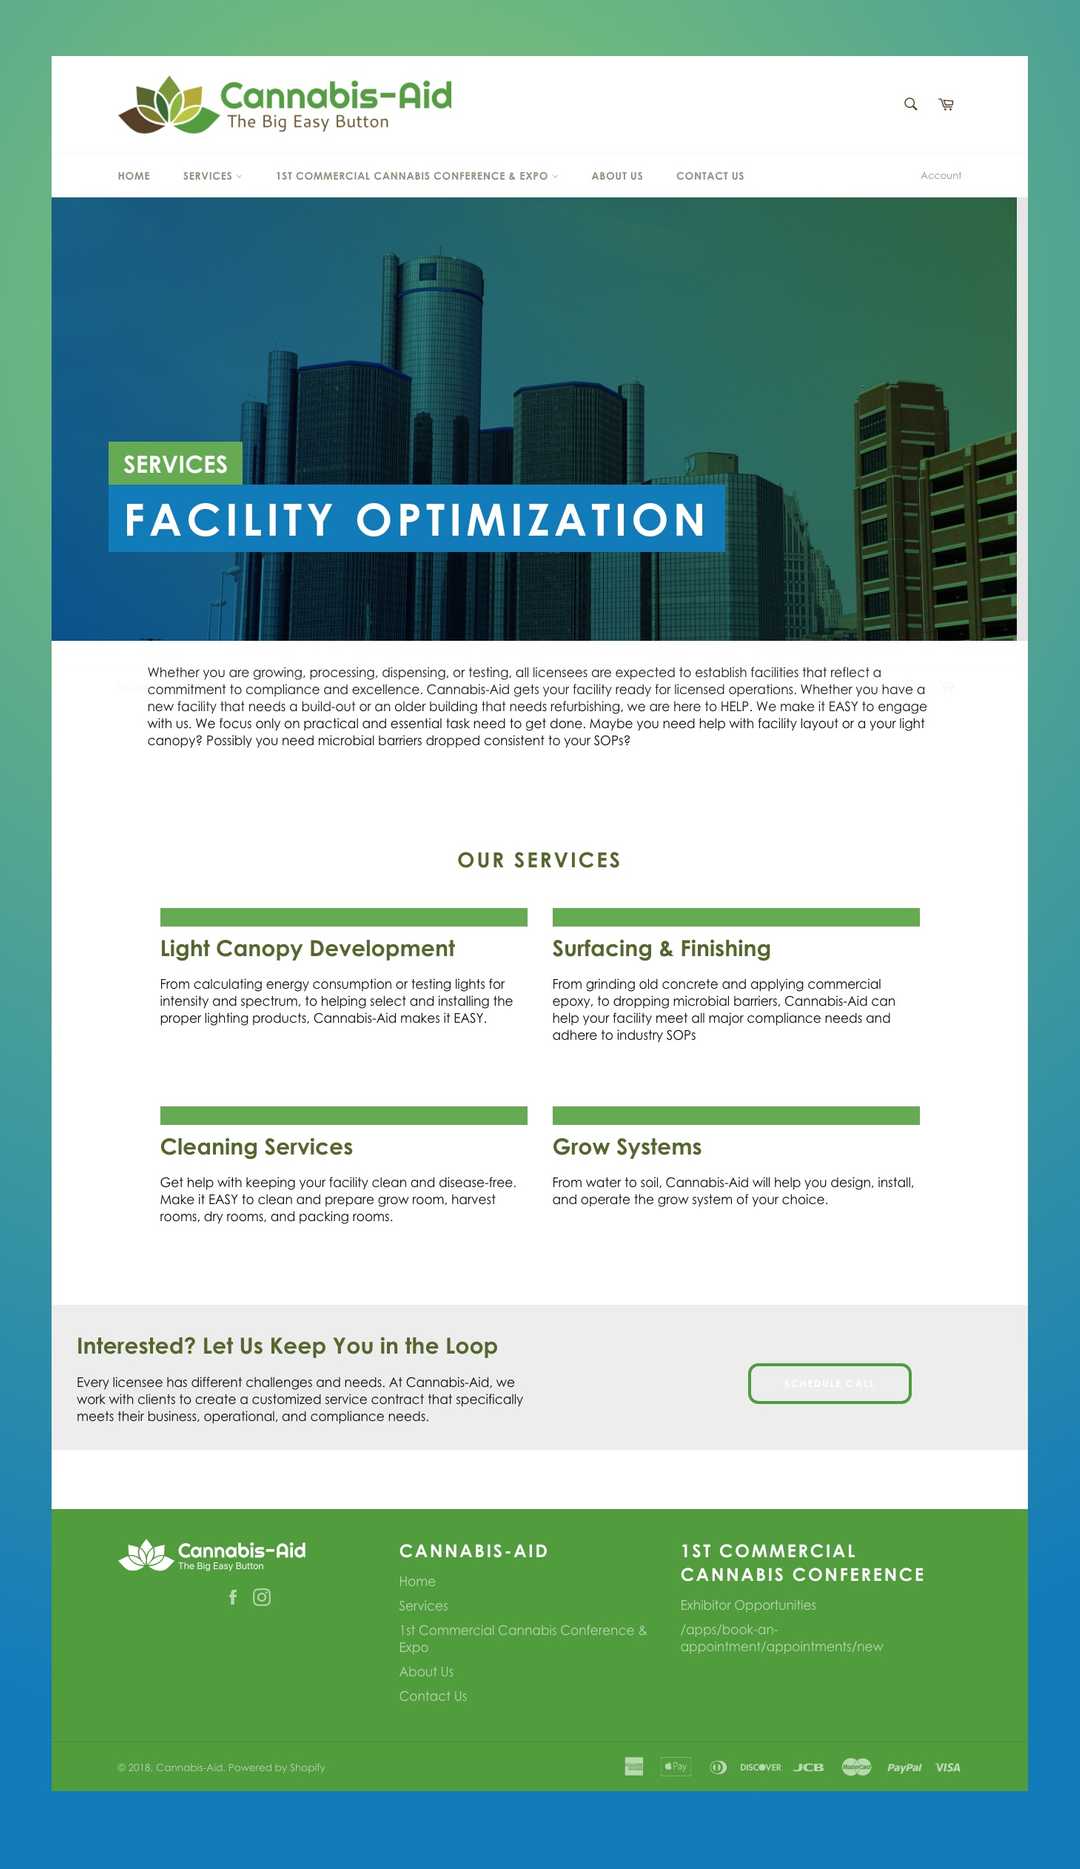 Cannabis-Aid
The Big Easy Button
HOME SERVICES 1ST COMMERCIAL CANNABIS CONFERENCE & EXPO ABOUT US CONTACT US Account
SERVICES
FACILITY OPTIMIZATION
Whether you are growing, processing, dispensing, or testing, all licensees are expected to establish facilities that reflect a
commitment to compliance and excellence. Cannabis-Aid gets your facility ready for licensed operations. Whether you have a
new facility that needs a build-out or an older building that needs refurbishing, we are here to HELP. We make it EASY to engage
with us. We focus only on practical and essential task need to get done. Maybe you need help with facility layout or a your light
canopy? Possibly you need microbial barriers dropped consistent to your SOPs?
OUR SERVICES
Light Canopy Development
From calculating energy consumption or testing lights for
intensity and spectrum, to helping select and installing the
proper lighting products, Cannabis-Aid makes it EASY.
Surfacing & Finishing
From grinding old concrete and applying commercial
epoxy, to dropping microbial barriers, Cannabis-Aid can
help your facility meet all major compliance needs and
adhere to industry SOPs
Cleaning Services
Get help with keeping your facility clean and disease-free.
Make it EASY to clean and prepare grow room, harvest
rooms, dry rooms, and packing rooms.
Grow Systems
From water to soil, Cannabis-Aid will help you design, install,
and operate the grow system of your choice.
Interested? Let Us Keep You in the Loop
Every licensee has different challenges and needs. At Cannabis-Aid, we
work with clients to create a customized service contract that specifically
meets their business, operational, and compliance needs.
SCHEDULE CALL
Cannabis-Aid
The Big Easy Button
CANNABIS-AID
Home
Services
1st Commercial Cannabis Conference &
Expo
About Us
Contact Us
1ST COMMERCIAL
CANNABIS CONFERENCE
Exhibitor Opportunities
/apps/book-an-
appointment/appointments/new
© 2018, Cannabis-Aid. Powered by Shopify
Pay DISCOVER JCB MasterCard PayPal VISA